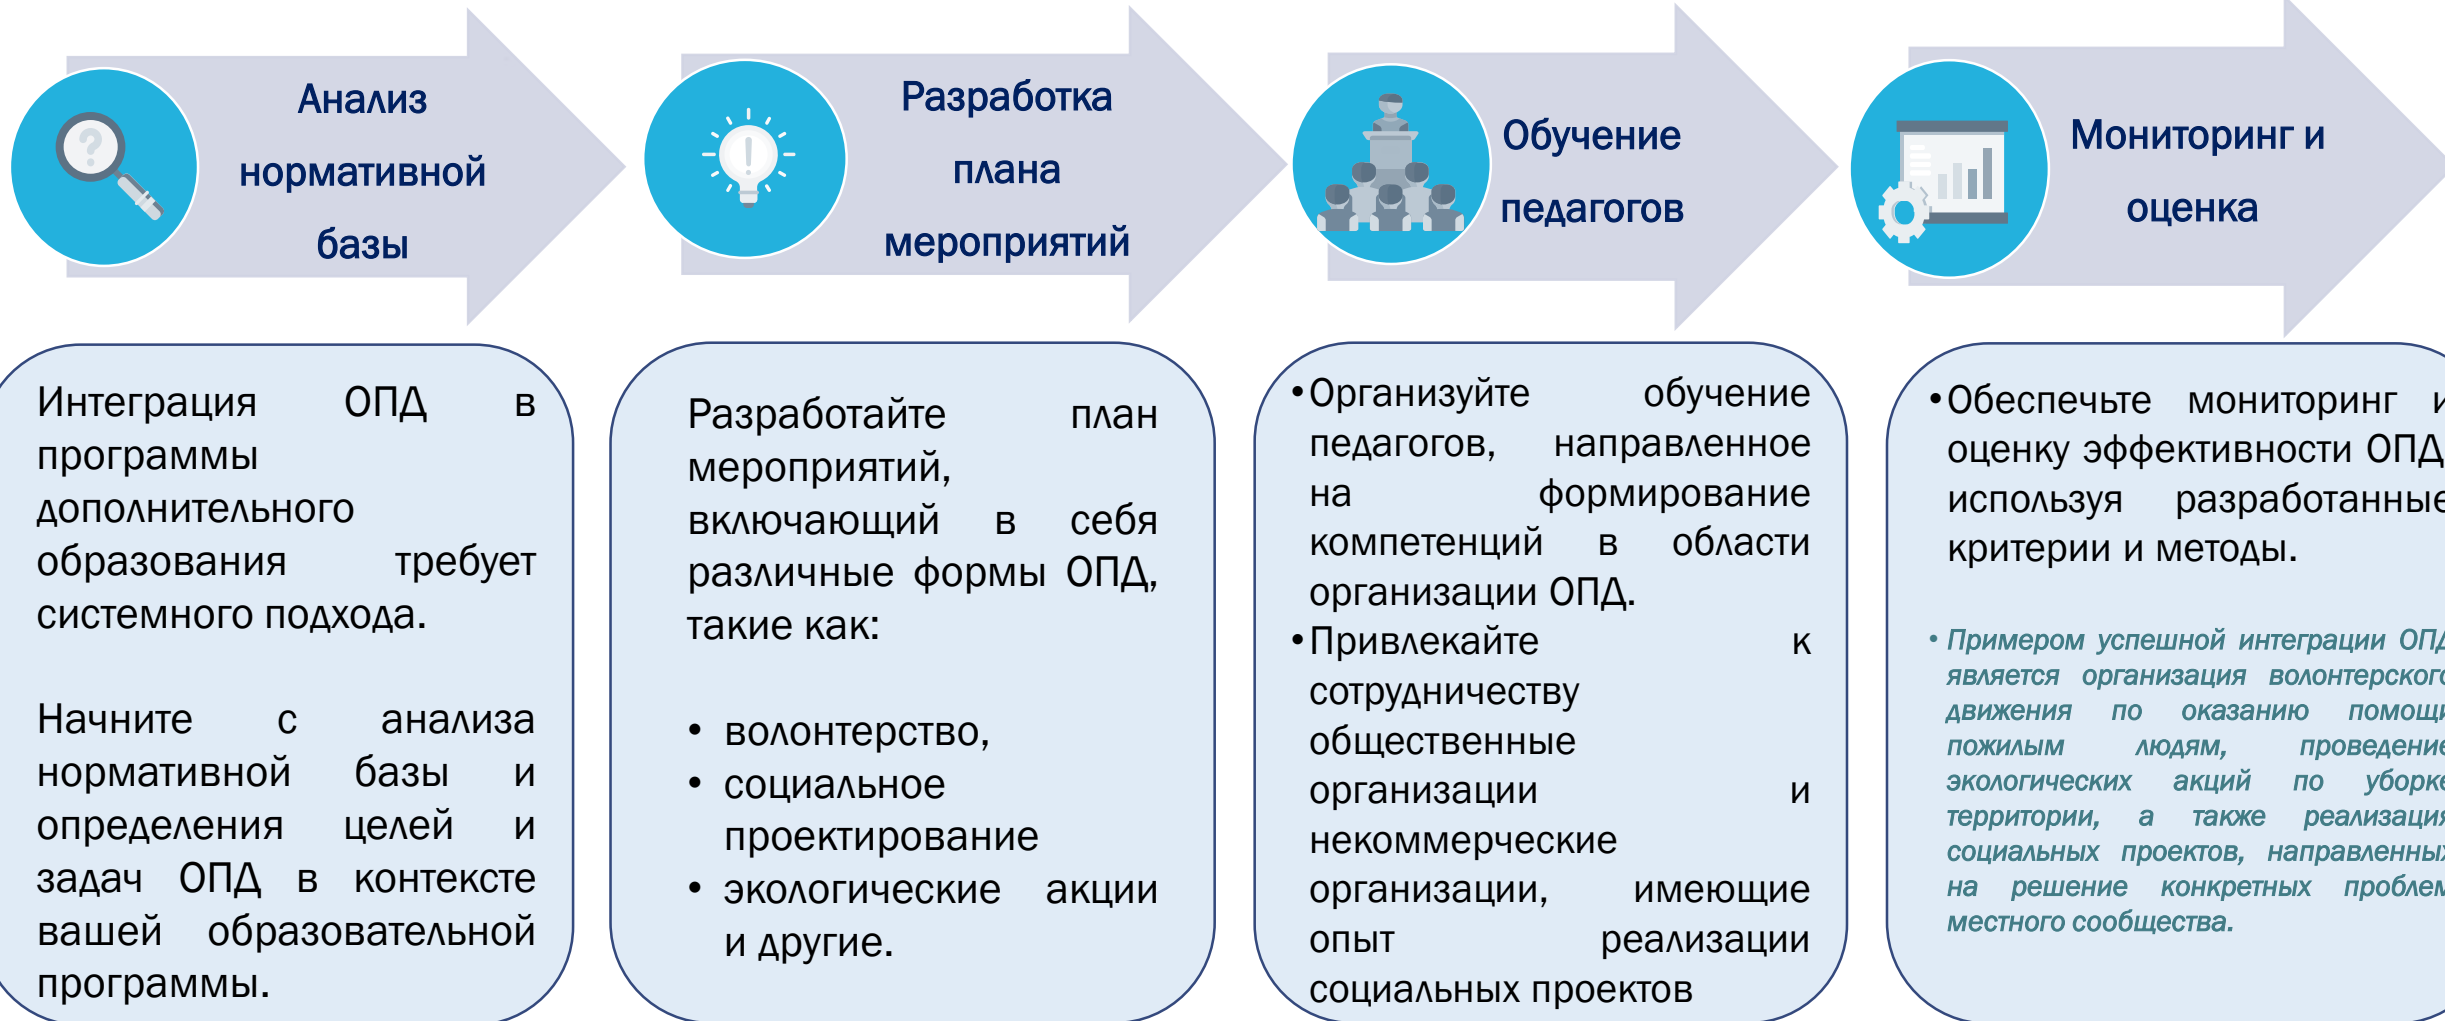 Анализ
нормативной
базы
Разработка
плана
мероприятий
Обучение
педагогов
Мониторинг и
оценка
Интеграция ОПД в
программы
дополнительного
образования требует
системного подхода.
Начните с анализа
нормативной базы и
определения целей и
задач ОПД в контексте
вашей образовательной
программы.
Разработайте план
мероприятий,
включающий в себя
различные формы ОПД,
такие как:
• волонтерство,
• социальное
проектирование
• экологические акции
и другие.
•Организуйте обучение
педагогов, направленное
на формирование
компетенций в области
организации ОПД.
•Привлекайте к
сотрудничеству
общественные
организации и
некоммерческие
организации, имеющие
опыт реализации
социальных проектов
•Обеспечьте мониторинг и
оценку эффективности ОПД
используя разработанные
критерии и методы.
• Примером успешной интеграции ОПД
является организация волонтерского
движения по оказанию помощи
пожилым людям, проведение
экологических акций по уборке
территории, а также реализация
социальных проектов, направленных
на решение конкретных проблем
местного сообщества.